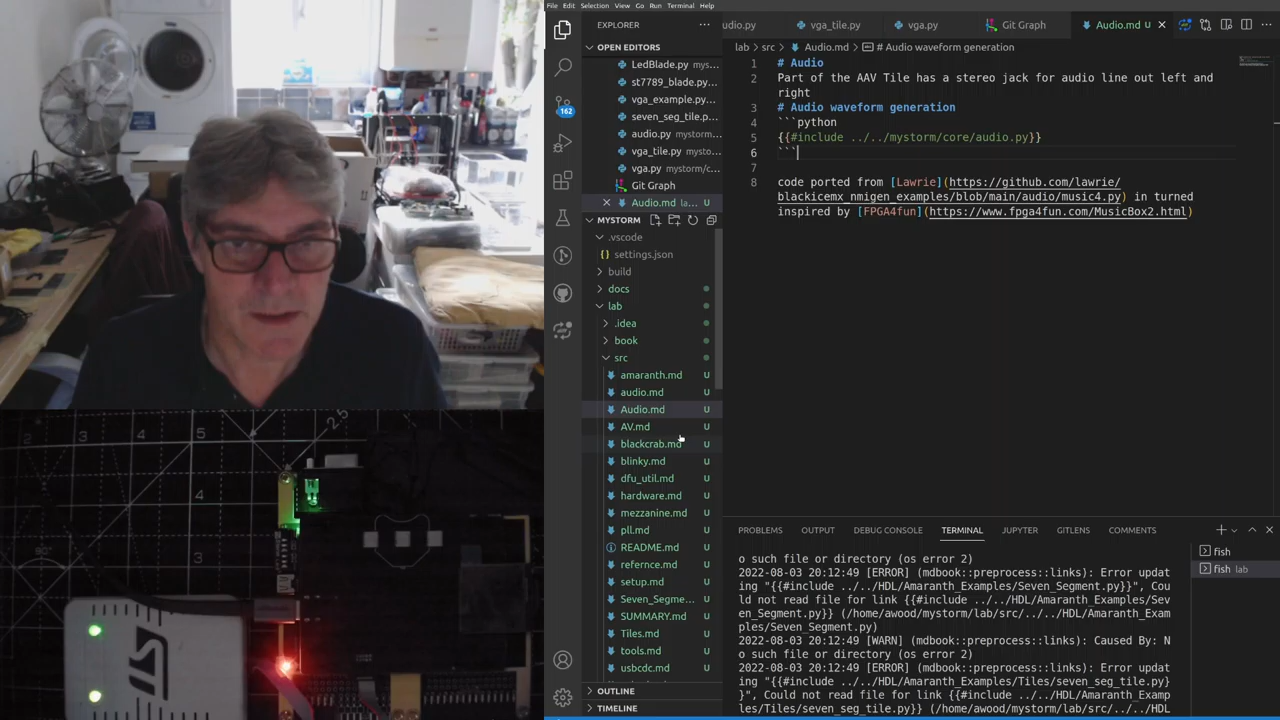 File Edit Selection View Go Run Terminal Help
EXPLORER
OPEN EDITORS
LedBlade.py myst...
st7789_blade.py...
vga_example.py...
seven_seg_tile.p...
audio.py mystorm...
vga_tile.py mysto...
vga.py mystorm/c...
Git Graph
Audio.md la... U
MYSTORM
.vscode
settings.json
build
docs
lab
.idea
book
src
amaranth.md U
audio.md U
Audio.md U
AV.md U
blackcrab.md U
blinky.md U
dfu_util.md U
hardware.md U
mezzanine.md U
pll.md U
README.md U
refernce.md U
setup.md U
Seven_Segme... U
SUMMARY.md U
Tiles.md U
tools.md U
usbcdc.md U
OUTLINE
TIMELINE
162
udio.py vga_tile.py vga.py Git Graph Audio.md U
lab > src > Audio.md > # Audio waveform generation
1 # Audio
2 Part of the AAV Tile has a stereo jack for audio line out left and
right
3 # Audio waveform generation
4 ```python
5 {{#include ../../mystorm/core/audio.py}}
6 ```
7
8 code ported from [Lawrie](https://github.com/lawrie/
blackicemx_nmigen_examples/blob/main/audio/music4.py) in turned
inspired by [FPGA4fun](https://www.fpga4fun.com/MusicBox2.html)
PROBLEMS OUTPUT DEBUG CONSOLE TERMINAL JUPYTER GITLENS COMMENTS
o such file or directory (os error 2)
2022-08-03 20:12:49 [ERROR] (mdbook::preprocess::links): Error updat
ing "{{#include ../../HDL/Amaranth_Examples/Seven_Segment.py}}", Cou
ld not read file for link {{#include ../../HDL/Amaranth_Examples/Sev
en_Segment.py}} (/home/awood/mystorm/lab/src/../../HDL/Amaranth_Exam
ples/Seven_Segment.py)
2022-08-03 20:12:49 [WARN] (mdbook::preprocess::links): Caused By: N
o such file or directory (os error 2)
2022-08-03 20:12:49 [ERROR] (mdbook::preprocess::links): Error updat
ing "{{#include ../../HDL/Amaranth_Examples/Tiles/seven_seg_tile.py}
}", Could not read file for link {{#include ../../HDL/Amaranth_Examp
les/Tiles/seven_seg_tile.py}} (/home/awood/mystorm/lab/src/../../HDL
fish
fish lab
2
3
4
5
4
3